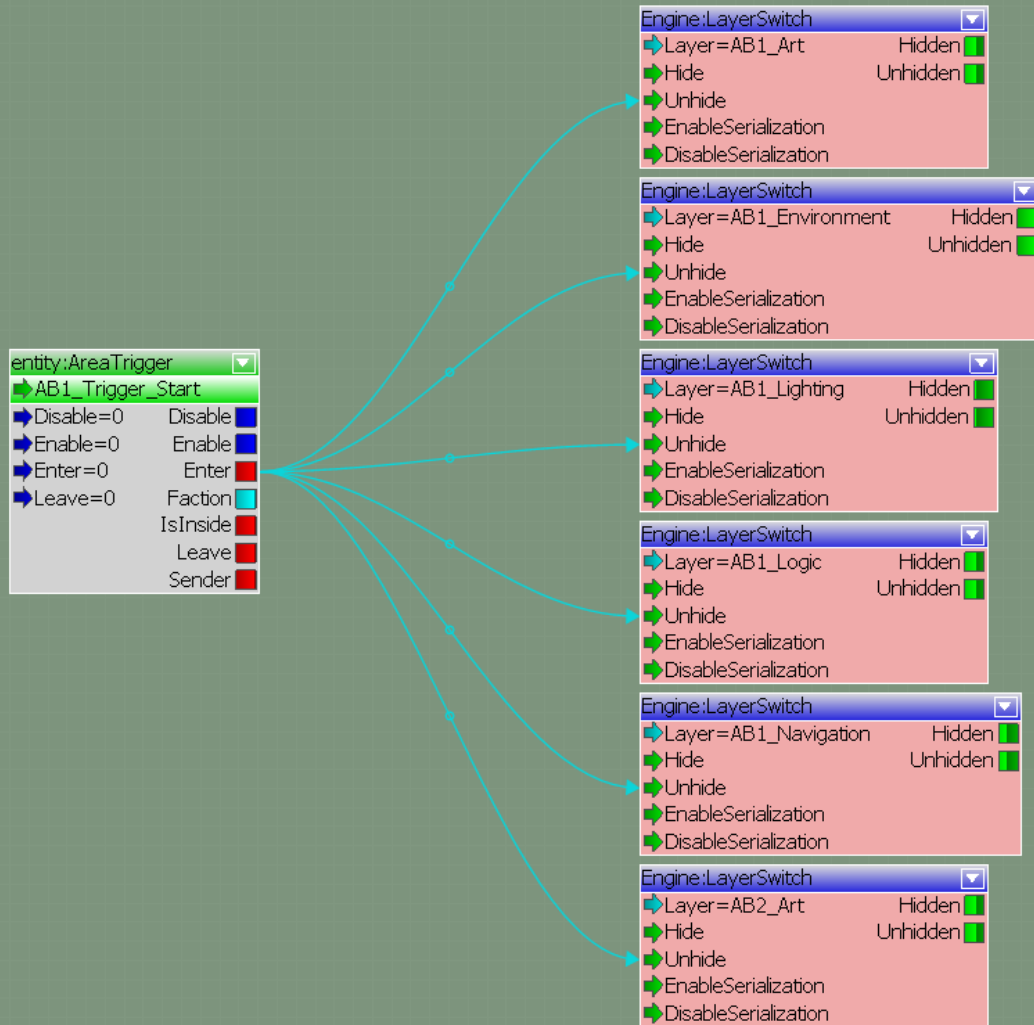 entity:AreaTrigger
AB1_Trigger_Start
Disable=0 Disable
Enable=0 Enable
Enter=0 Enter
Leave=0 Faction
IsInside
Leave
Sender
Engine:LayerSwitch
Layer=AB1_Art Hidden
Hide Unhidden
Unhide
EnableSerialization
DisableSerialization
Engine:LayerSwitch
Layer=AB1_Environment Hidden
Hide Unhidden
Unhide
EnableSerialization
DisableSerialization
Engine:LayerSwitch
Layer=AB1_Lighting Hidden
Hide Unhidden
Unhide
EnableSerialization
DisableSerialization
Engine:LayerSwitch
Layer=AB1_Logic Hidden
Hide Unhidden
Unhide
EnableSerialization
DisableSerialization
Engine:LayerSwitch
Layer=AB1_Navigation Hidden
Hide Unhidden
Unhide
EnableSerialization
DisableSerialization
Engine:LayerSwitch
Layer=AB2_Art Hidden
Hide Unhidden
Unhide
EnableSerialization
DisableSerialization